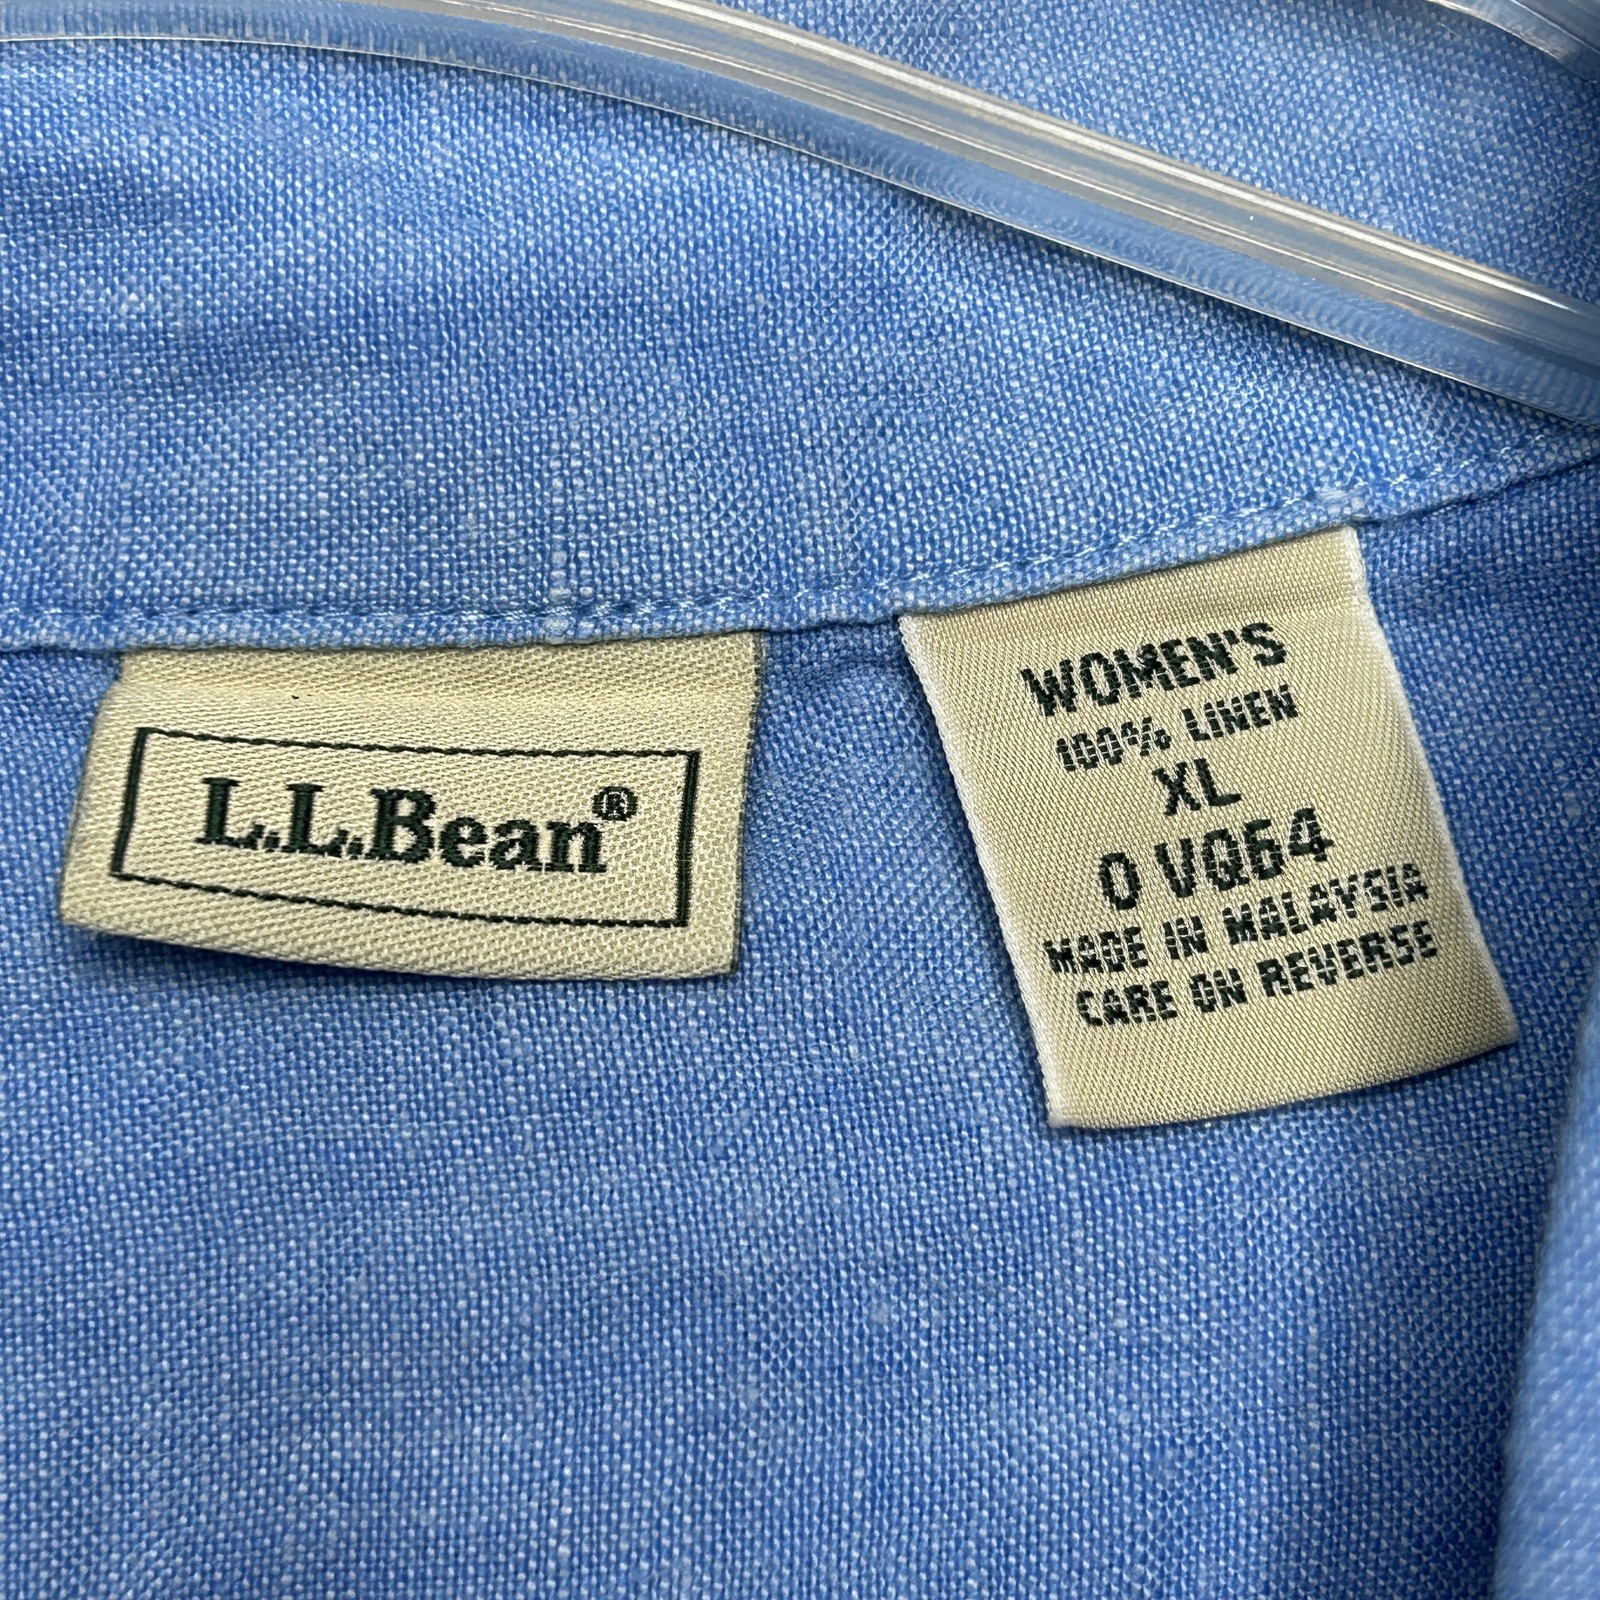 L.L.Bean®
WOMEN'S
100% LINEN
XL
0 VQ64
MADE IN MALAYSIA
CARE ON REVERSE